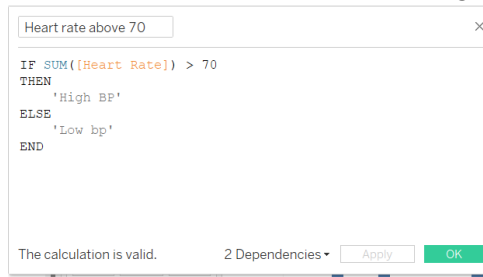 Heart rate above 70
IF SUM([Heart Rate]) > 70
THEN
'High BP'
ELSE
'Low bp'
END
The calculation is valid. 2 Dependencies Apply OK